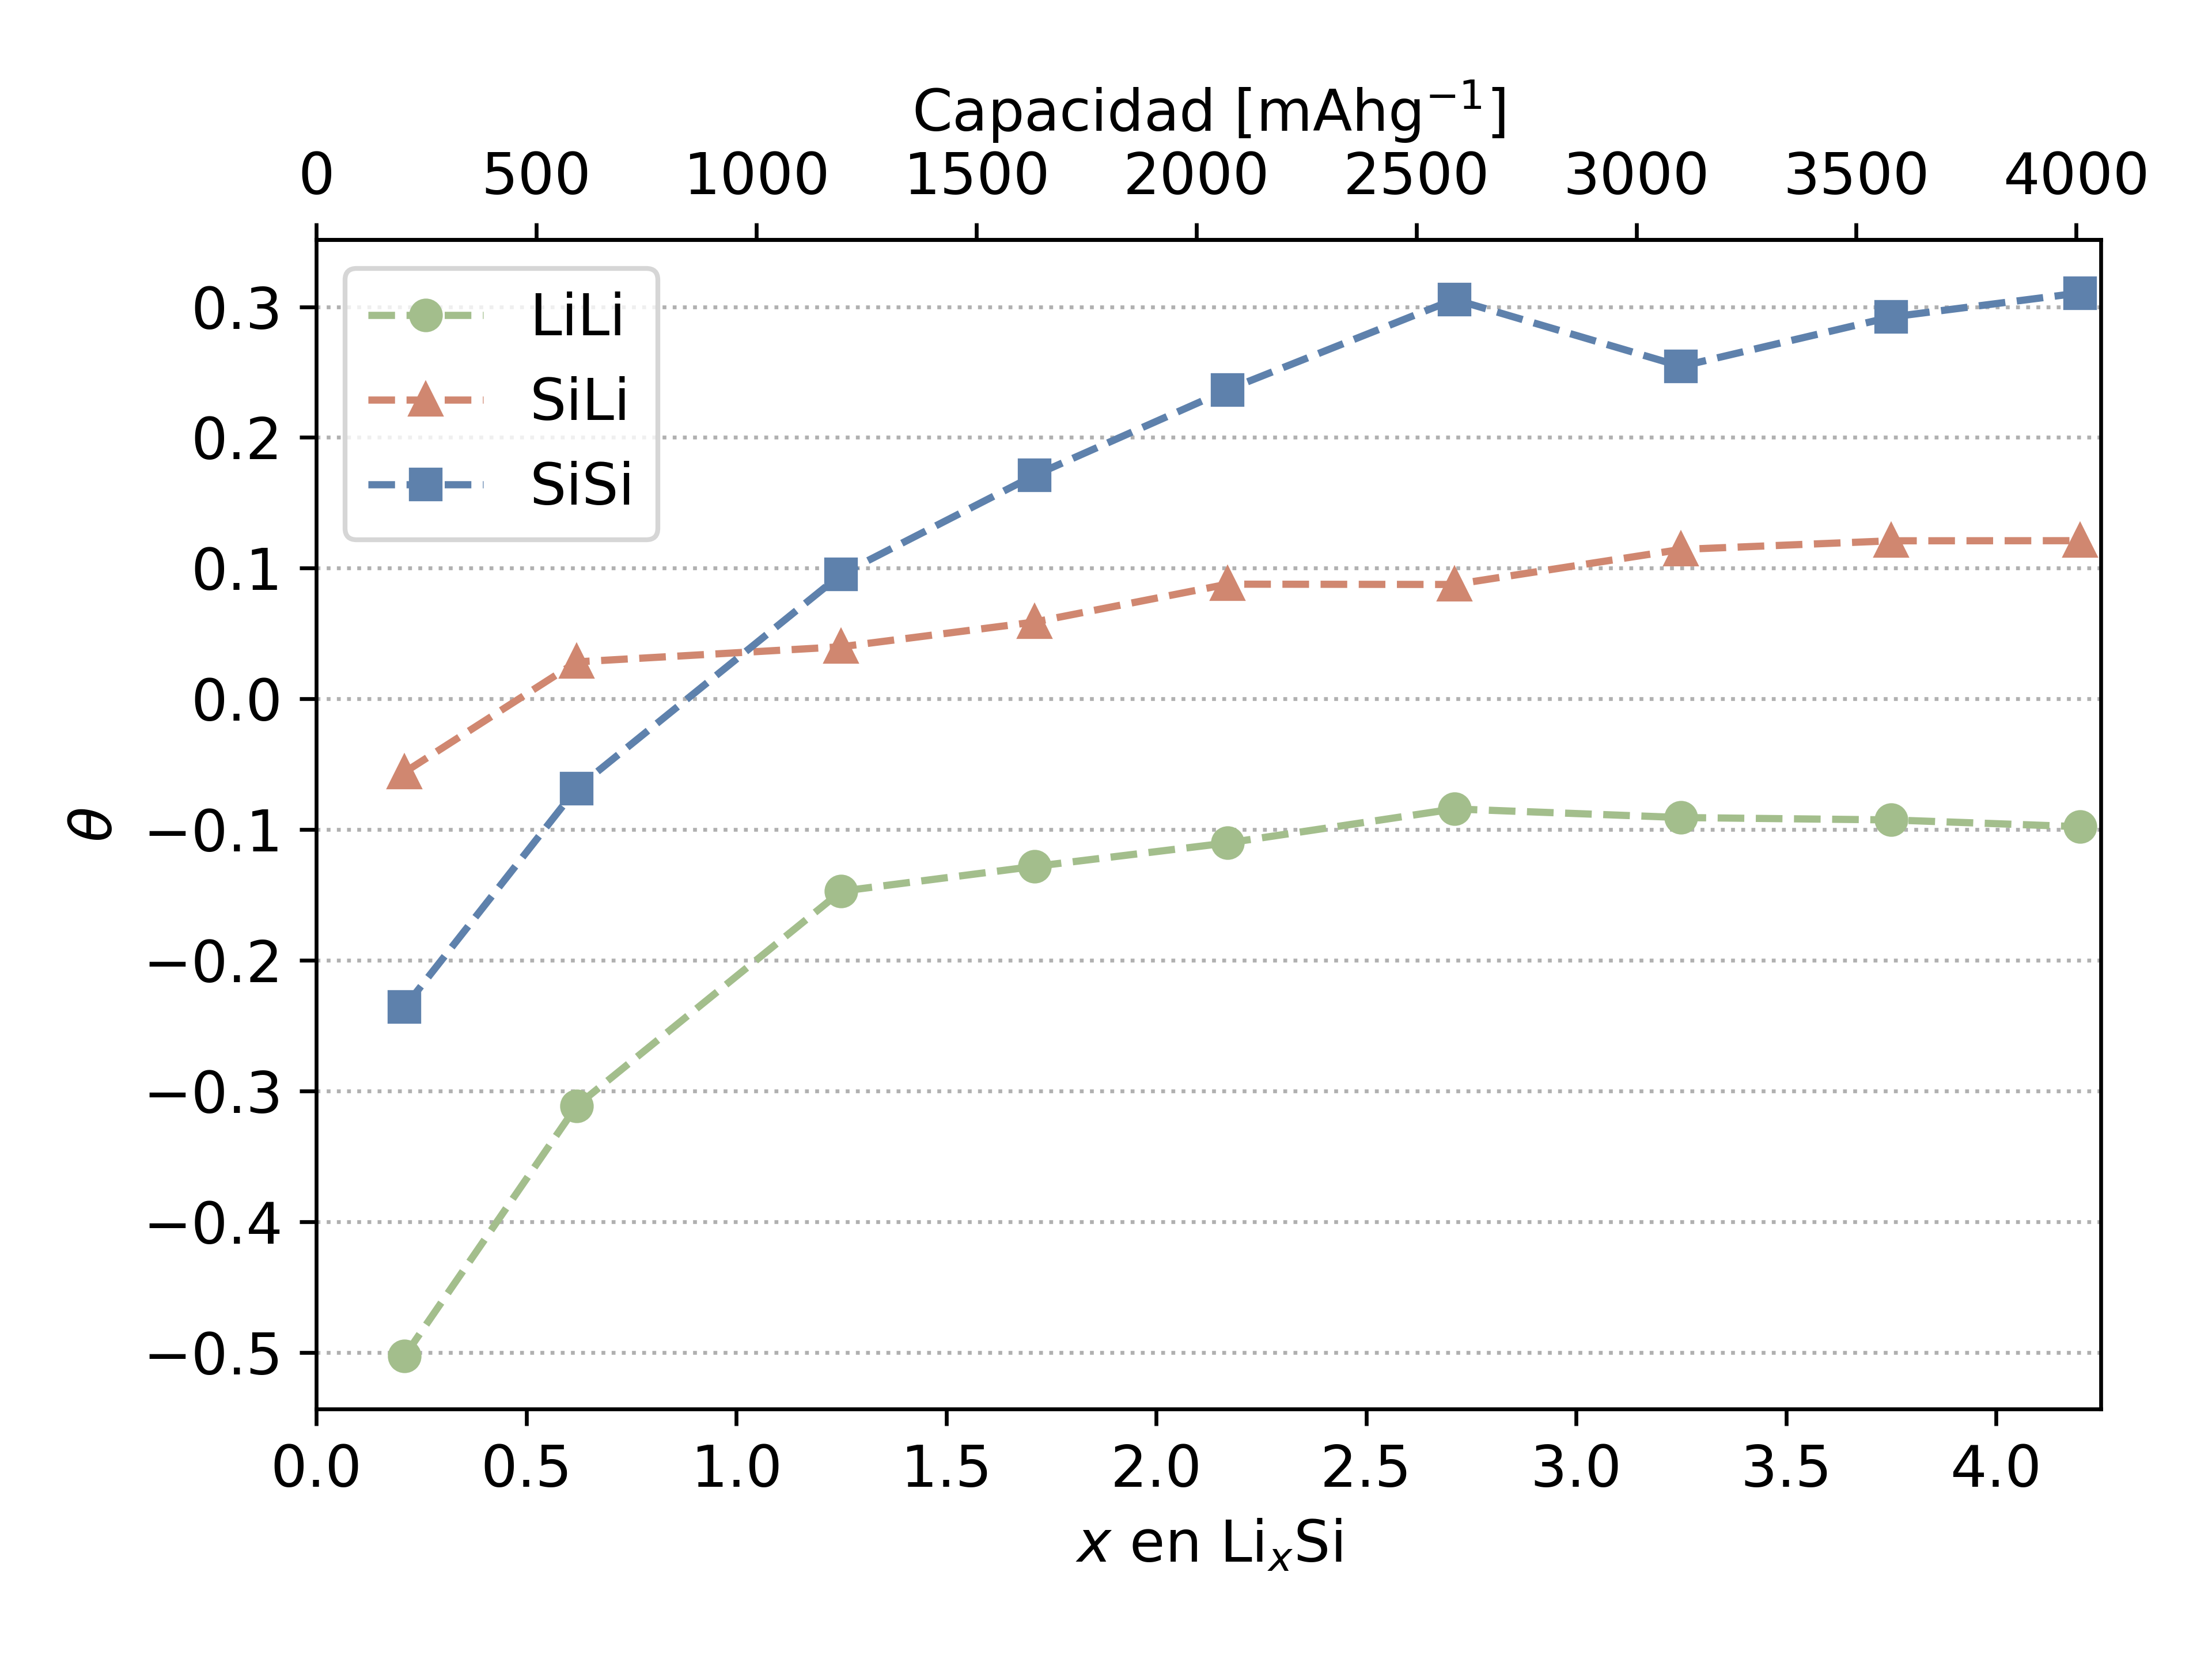 Capacidad [mAhg⁻¹]
0 500 1000 1500 2000 2500 3000 3500 4000
LiLi
SiLi
SiSi
0.3
0.2
0.1
0.0
−0.1
−0.2
−0.3
−0.4
−0.5
θ
0.0 0.5 1.0 1.5 2.0 2.5 3.0 3.5 4.0
x en LiₓSi